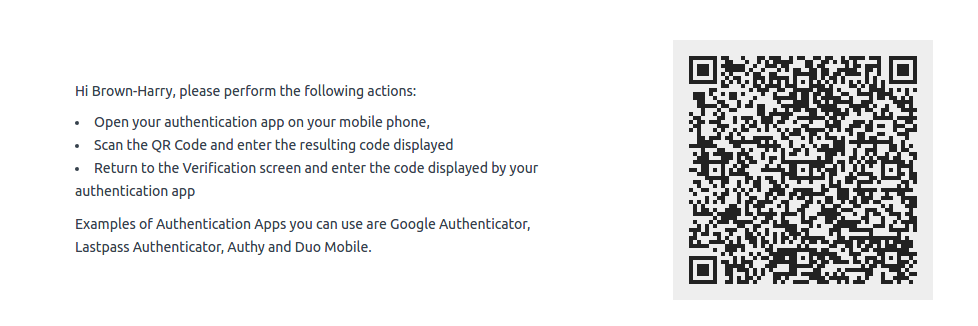 Hi Brown-Harry, please perform the following actions:
• Open your authentication app on your mobile phone,
• Scan the QR Code and enter the resulting code displayed
• Return to the Verification screen and enter the code displayed by your
authentication app
Examples of Authentication Apps you can use are Google Authenticator,
Lastpass Authenticator, Authy and Duo Mobile.